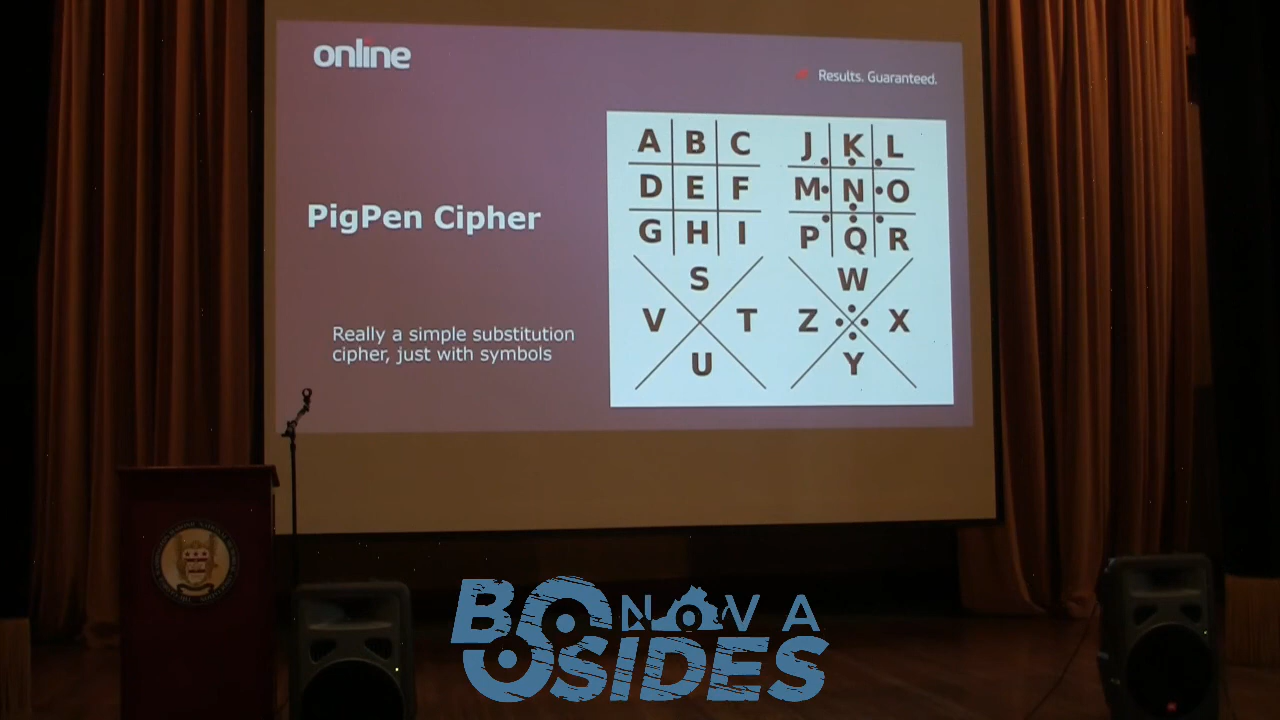 online
Results. Guaranteed.
PigPen Cipher
Really a simple substitution
cipher, just with symbols
A B C
D E F
G H I
J K L
M N O
P Q R
S
V T
U
W
Z X
Y
BSIDES NOVA